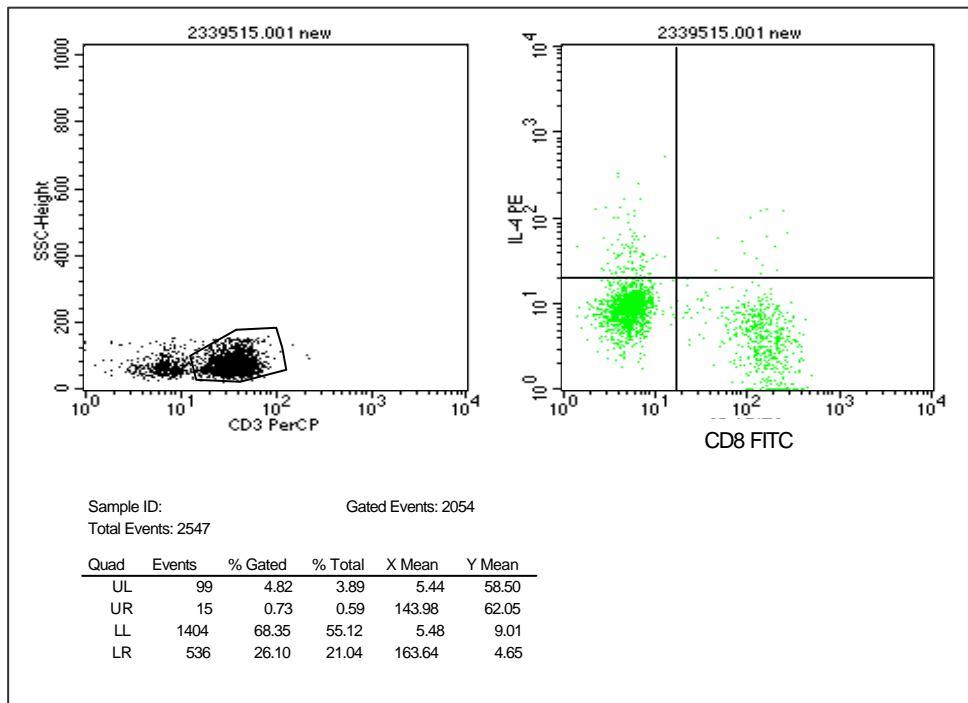 2339515.001 new
1000
800
600
400
200
0
SSC-Height
10^0 10^1 10^2 10^3 10^4
CD3 PerCP
2339515.001 new
10^4
10^3
10^2
10^1
10^0
IL-4 PE
10^0 10^1 10^2 10^3 10^4
CD8 FITC
Sample ID: Gated Events: 2054
Total Events: 2547
Quad Events % Gated % Total X Mean Y Mean
UL 99 4.82 3.89 5.44 58.50
UR 15 0.73 0.59 143.98 62.05
LL 1404 68.35 55.12 5.48 9.01
LR 536 26.10 21.04 163.64 4.65